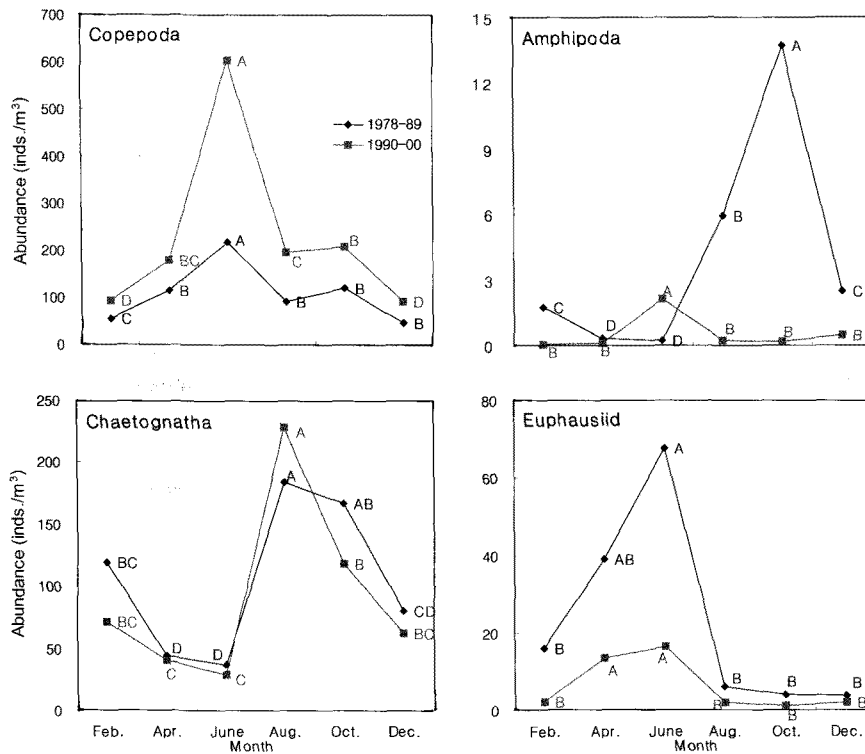 Copepoda
700
600
500
400
300
200
100
0
Abundance (inds./m³)
1978-89
1990-00
D
C
BC
B
A
A
C
B
B
B
D
B
Amphipoda
15
12
9
6
3
0
C
B
D
B
A
D
B
B
A
B
C
B
Chaetognatha
250
200
150
100
50
0
Abundance (inds./m³)
BC
BC
D
C
D
C
A
A
AB
B
CD
BC
Feb. Apr. June Aug. Oct. Dec.
Month
Euphausiid
80
60
40
20
0
B
B
AB
A
A
A
B
B
B
B
B
B
Feb. Apr. June Aug. Oct. Dec.
Month